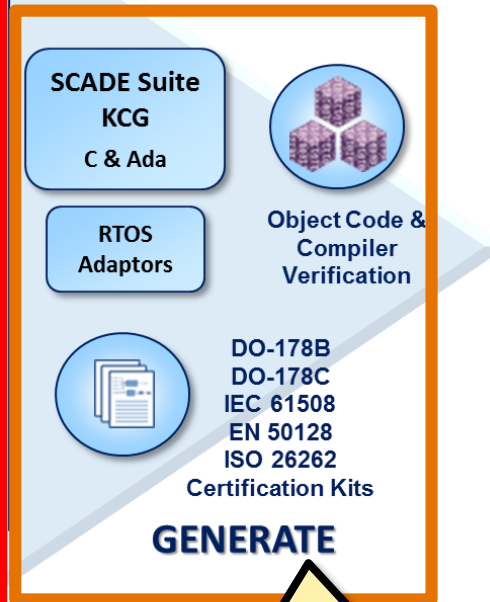 SCADE Suite
KCG
C & Ada
Object Code &
Compiler
Verification
RTOS
Adaptors
DO-178B
DO-178C
IEC 61508
EN 50128
ISO 26262
Certification Kits
GENERATE